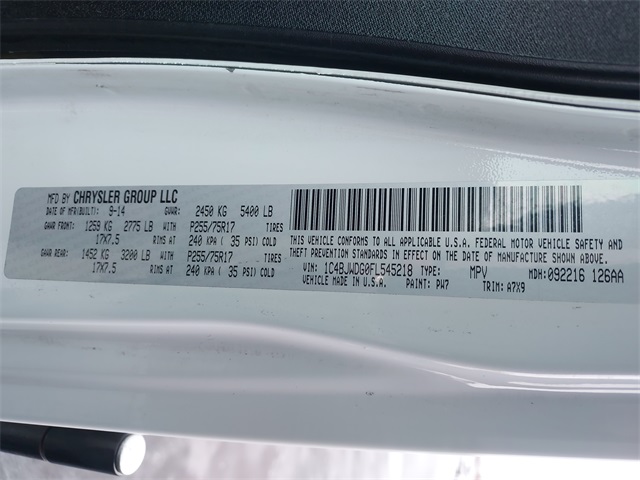 MFD BY CHRYSLER GROUP LLC
DATE OF MFR(BUILT): 9-14 GVWR: 2450 KG 5400 LB
GAWR FRONT: 1259 KG 2775 LB P255/75R17 TIRES
17X7.5 RIMS AT 240 KPA ( 35 PSI) COLD
GAWR REAR: 1452 KG 3200 LB P255/75R17 TIRES
17X7.5 RIMS AT 240 KPA ( 35 PSI) COLD
THIS VEHICLE CONFORMS TO ALL APPLICABLE U.S.A. FEDERAL MOTOR VEHICLE SAFETY AND
THEFT PREVENTION STANDARDS IN EFFECT ON THE DATE OF MANUFACTURE SHOWN ABOVE.
VIN: 1C4BJWDG0FL545218 TYPE: MPV MDH: 092216 126AA
VEHICLE MADE IN U.S.A. PAINT: PW7 TRIM: A7X9